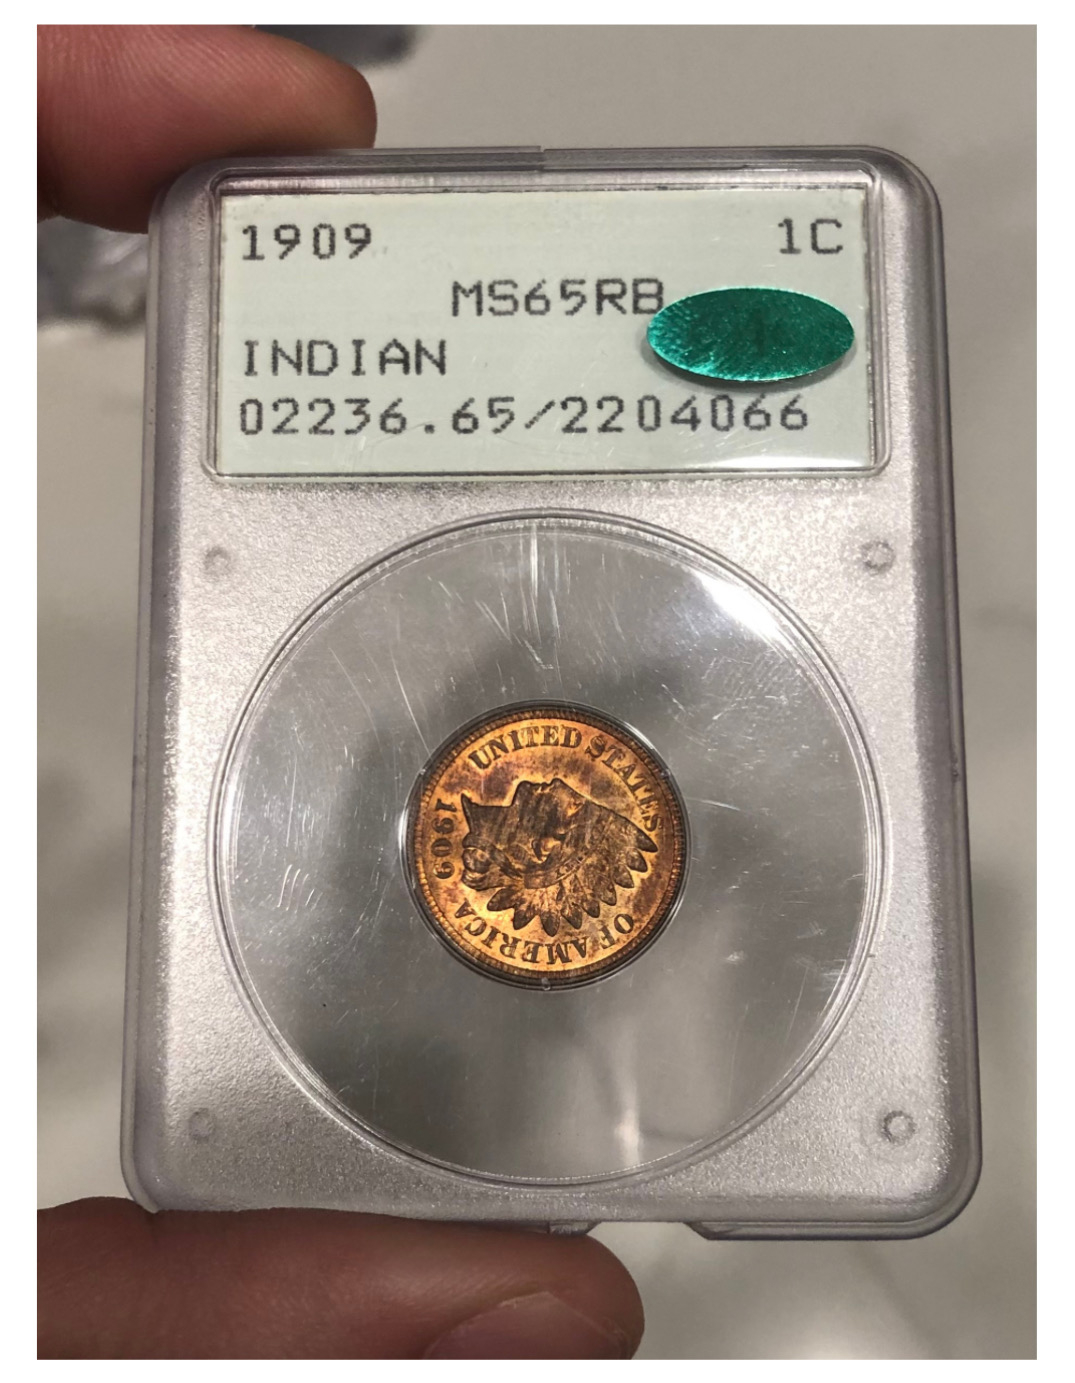 1909 1C
MS65RB
INDIAN
02236.65/2204066
UNITED STATES
OF AMERICA
1909